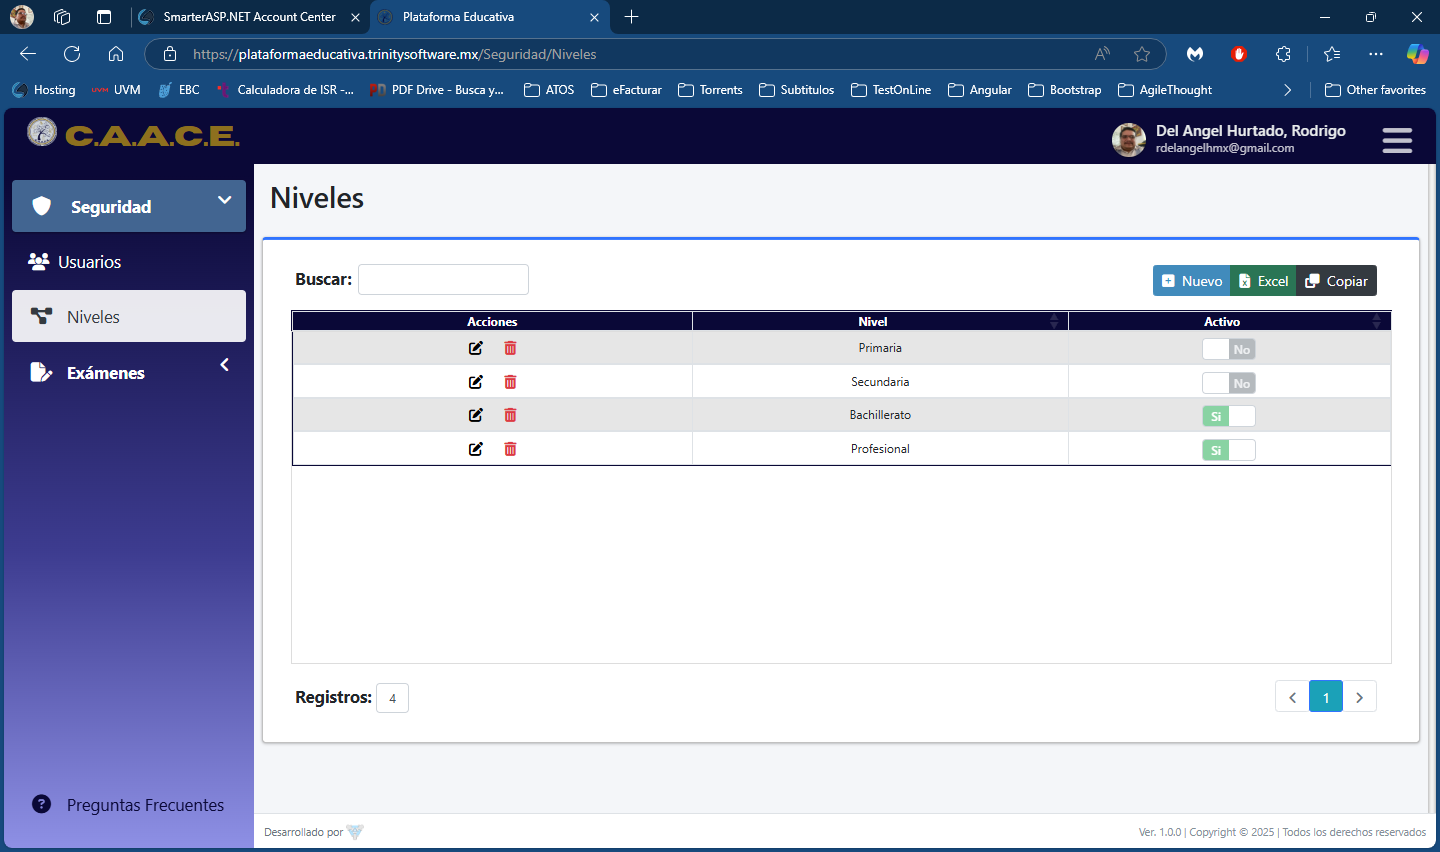 SmarterASP.NET Account Center
Plataforma Educativa
https://plataformaeducativa.trinitysoftware.mx/Seguridad/Niveles
Hosting
UVM UVM
EBC
Calculadora de ISR -...
PDF Drive - Busca y...
ATOS
eFacturar
Torrents
Subtitulos
TestOnLine
Angular
Bootstrap
AgileThought
Other favorites
C.A.A.C.E.
Del Angel Hurtado, Rodrigo
rdelangelhmx@gmail.com
Seguridad
Usuarios
Niveles
Exámenes
Preguntas Frecuentes
Niveles
Buscar:
Nuevo Excel Copiar
Acciones Nivel Activo
Primaria No
Secundaria No
Bachillerato Si
Profesional Si
Registros: 4
1
Desarrollado por
Ver. 1.0.0 | Copyright © 2025 | Todos los derechos reservados